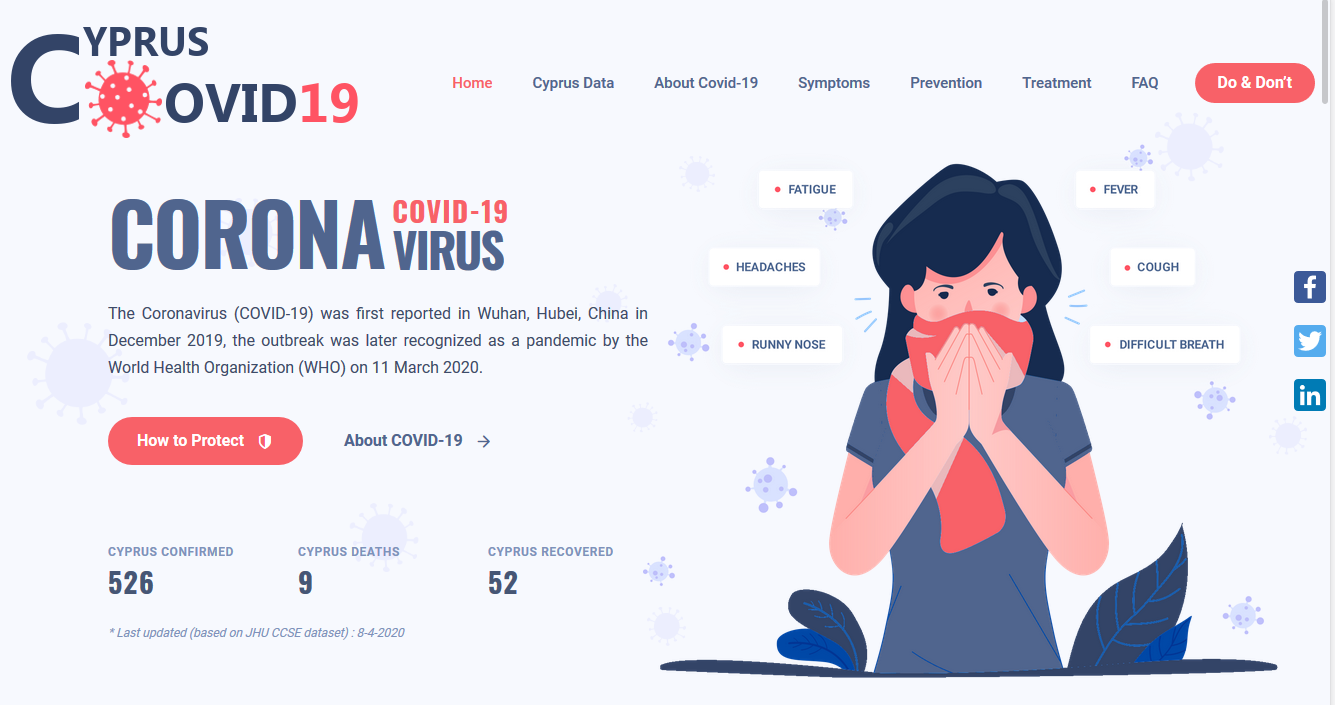 CYPRUS
COVID19
Home
Cyprus Data
About Covid-19
Symptoms
Prevention
Treatment
FAQ
Do & Don't
CORONA
COVID-19
VIRUS
The Coronavirus (COVID-19) was first reported in Wuhan, Hubei, China in
December 2019, the outbreak was later recognized as a pandemic by the
World Health Organization (WHO) on 11 March 2020.
How to Protect
About COVID-19
CYPRUS CONFIRMED
526
CYPRUS DEATHS
9
CYPRUS RECOVERED
52
* Last updated (based on JHU CCSE dataset) : 8-4-2020
FATIGUE
FEVER
HEADACHES
COUGH
RUNNY NOSE
DIFFICULT BREATH
f
in